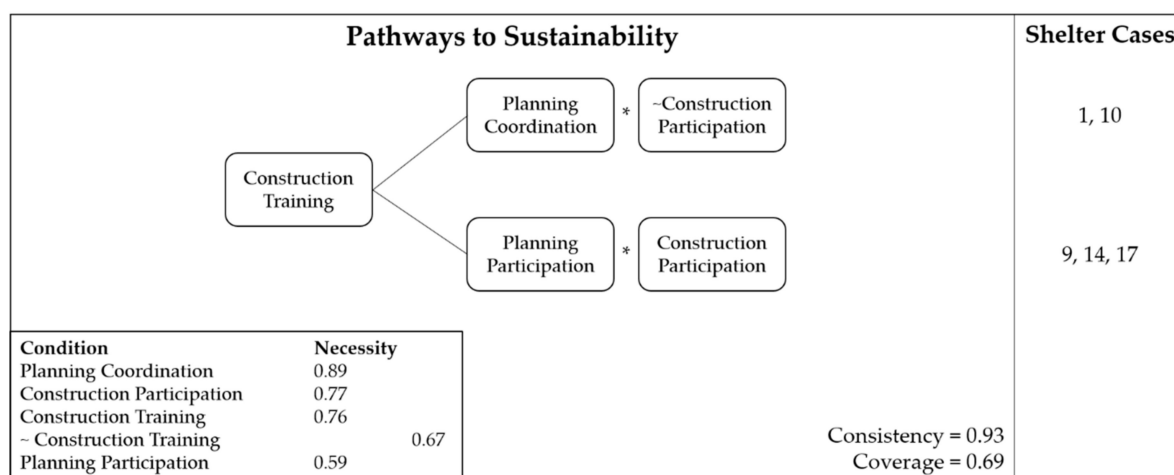 Pathways to Sustainability
Shelter Cases
Planning
Coordination
*
~Construction
Participation
1, 10
Construction
Training
Planning
Participation
*
Construction
Participation
9, 14, 17
Condition Necessity
Planning Coordination 0.89
Construction Participation 0.77
Construction Training 0.76
~ Construction Training 0.67
Planning Participation 0.59
Consistency = 0.93
Coverage = 0.69